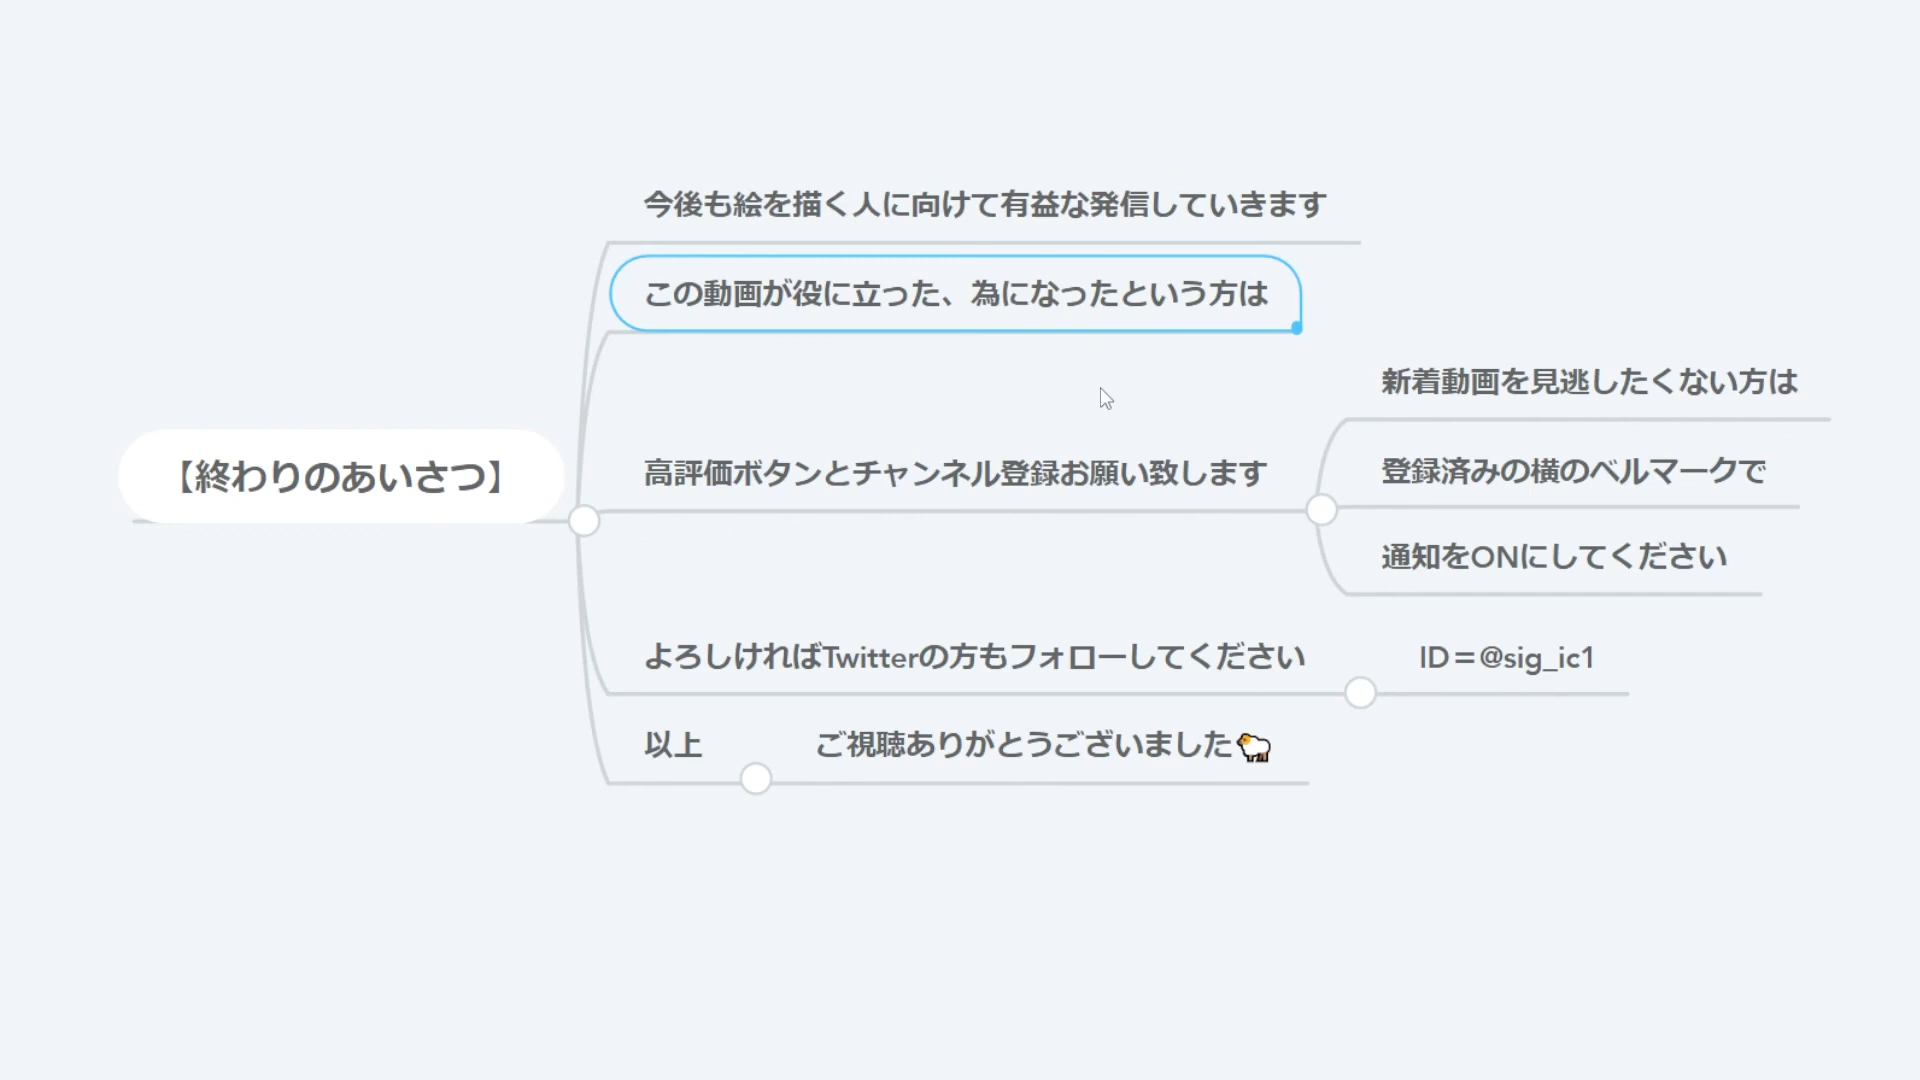 【終わりのあいさつ】
今後も絵を描く人に向けて有益な発信していきます
この動画が役に立った、為になったという方は
高評価ボタンとチャンネル登録お願い致します
新着動画を見逃したくない方は
登録済みの横のベルマークで
通知をONにしてください
よろしければTwitterの方もフォローしてください
ID＝@sig_ic1
以上
ご視聴ありがとうございました🐑